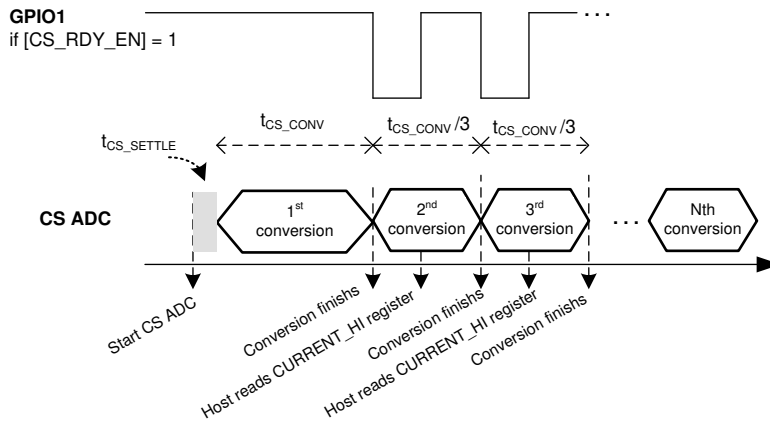 GPIO1
if [CS_RDY_EN] = 1
...
tCS_CONV
tCS_CONV /3
tCS_CONV /3
tCS_SETTLE
CS ADC
1st
conversion
2nd
conversion
3rd
conversion
...
Nth
conversion
Start CS ADC
Conversion finishs
Host reads CURRENT_HI register
Conversion finishs
Host reads CURRENT_HI register
Conversion finishs